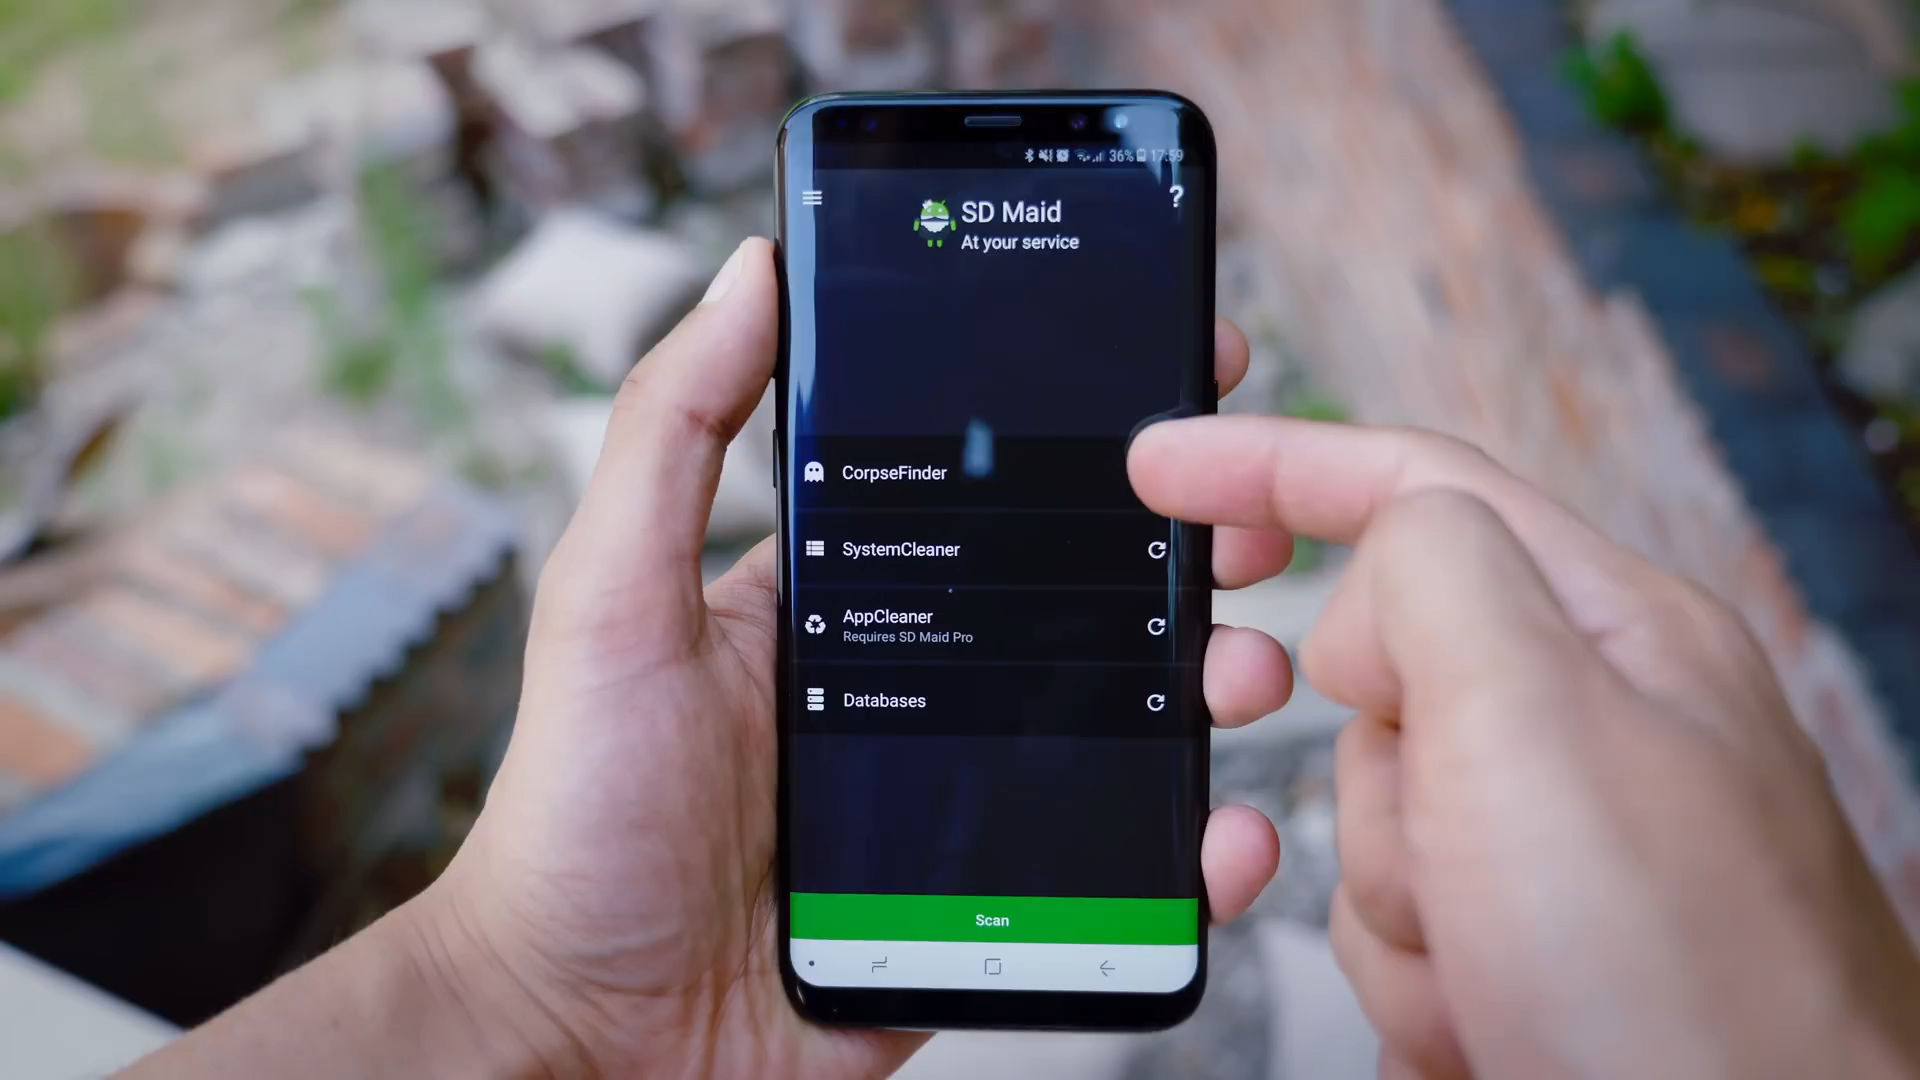 36% 17:59
SD Maid
At your service
?
CorpseFinder
SystemCleaner
AppCleaner
Requires SD Maid Pro
Databases
Scan